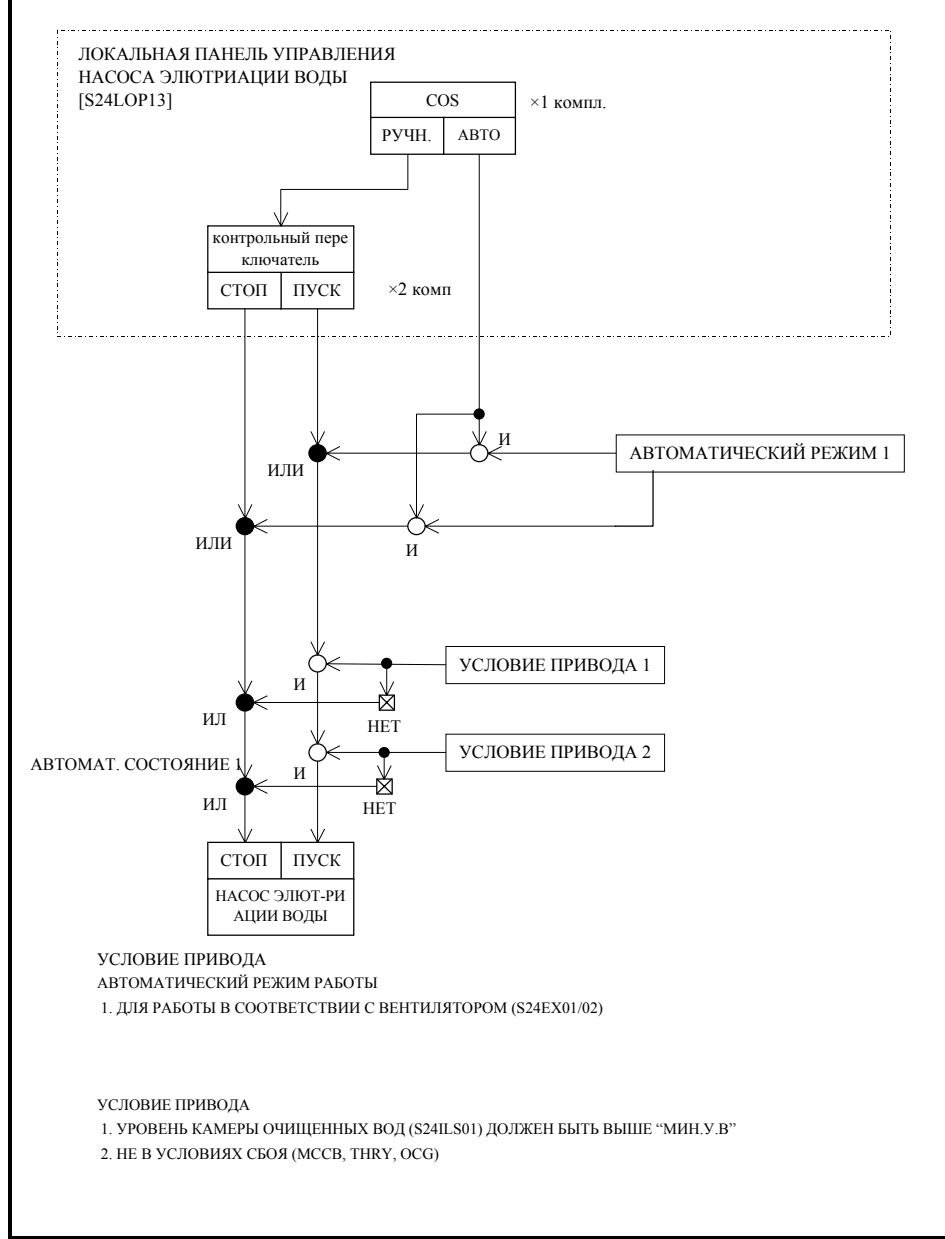 ЛОКАЛЬНАЯ ПАНЕЛЬ УПРАВЛЕНИЯ
НАСОСА ЭЛЮТРИАЦИИ ВОДЫ
[S24LOP13]
COS
×1 компл.
РУЧН.
АВТО
контрольный пере
ключатель
СТОП
ПУСК
×2 комп
И
ИЛИ
АВТОМАТИЧЕСКИЙ РЕЖИМ 1
ИЛИ
И
УСЛОВИЕ ПРИВОДА 1
И
ИЛ
НЕТ
УСЛОВИЕ ПРИВОДА 2
АВТОМАТ. СОСТОЯНИЕ 1
И
ИЛ
НЕТ
СТОП
ПУСК
НАСОС ЭЛЮТ-РИ
АЦИИ ВОДЫ
УСЛОВИЕ ПРИВОДА
АВТОМАТИЧЕСКИЙ РЕЖИМ РАБОТЫ
1. ДЛЯ РАБОТЫ В СООТВЕТСТВИИ С ВЕНТИЛЯТОРОМ (S24EX01/02)
УСЛОВИЕ ПРИВОДА
1. УРОВЕНЬ КАМЕРЫ ОЧИЩЕННЫХ ВОД (S24ILS01) ДОЛЖЕН БЫТЬ ВЫШЕ “МИН.У.В”
2. НЕ В УСЛОВИЯХ СБОЯ (MCCB, THRY, OCG)